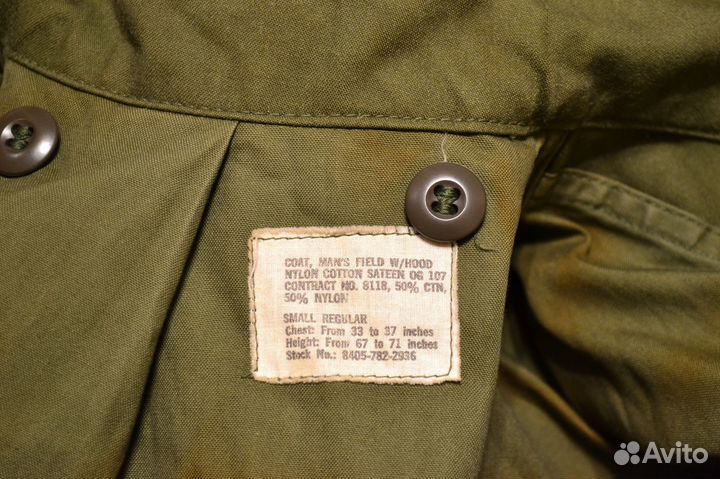 COAT, MAN'S FIELD W/HOOD
NYLON COTTON SATEEN OG 107
CONTRACT NO. 8118, 50% CTN,
50% NYLON
SMALL REGULAR
Chest: From 33 to 37 inches
Height: From 67 to 71 inches
Stock No.: 8405-782-2936
Avito